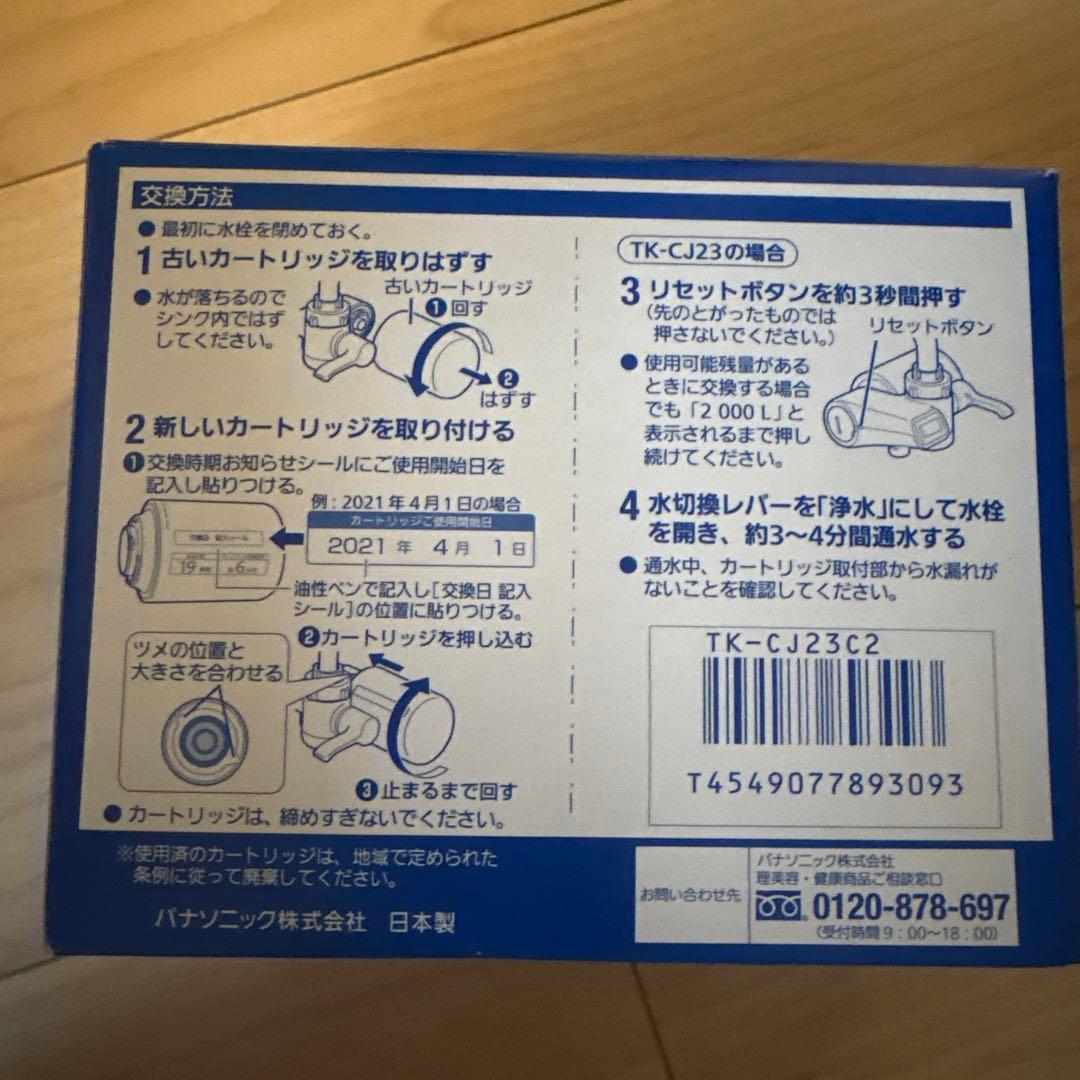 交換方法
● 最初に水栓を閉めておく。
1 古いカートリッジを取りはずす
● 水が落ちるので
シンク内ではず
してください。
古いカートリッジ
❶ 回す
❷
はずす
2 新しいカートリッジを取り付ける
❶交換時期お知らせシールにご使用開始日を
記入し貼りつける。
例：2021年4月1日の場合
カートリッジご使用開始日
2021 年 4 月 1 日
交換日 記入シール
油性ペンで記入し［交換日 記入
シール］の位置に貼りつける。
❷カートリッジを押し込む
ツメの位置と
大きさを合わせる
❸止まるまで回す
● カートリッジは、締めすぎないでください。
TK-CJ23の場合
3 リセットボタンを約3秒間押す
（先のとがったものでは
押さないでください。）
リセットボタン
● 使用可能残量がある
ときに交換する場合
でも「2 000 L」と
表示されるまで押し
続けてください。
4 水切換レバーを「浄水」にして水栓
を開き、約3～4分間通水する
● 通水中、カートリッジ取付部から水漏れが
ないことを確認してください。
TK-CJ23C2
T4549077893093
※使用済のカートリッジは、地域で定められた
条例に従って廃棄してください。
パナソニック株式会社 日本製
お問い合わせ先
パナソニック株式会社
理美容・健康商品ご相談窓口
0120-878-697
（受付時間9：00～18：00）